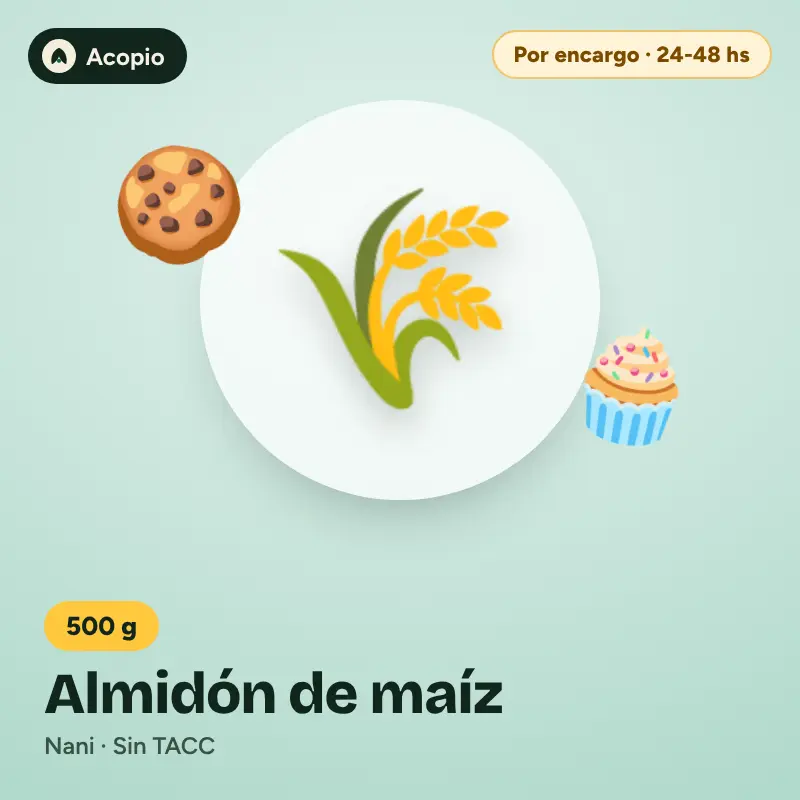 Acopio
Por encargo · 24-48 hs
500 g
Almidón de maíz
Nani · Sin TACC